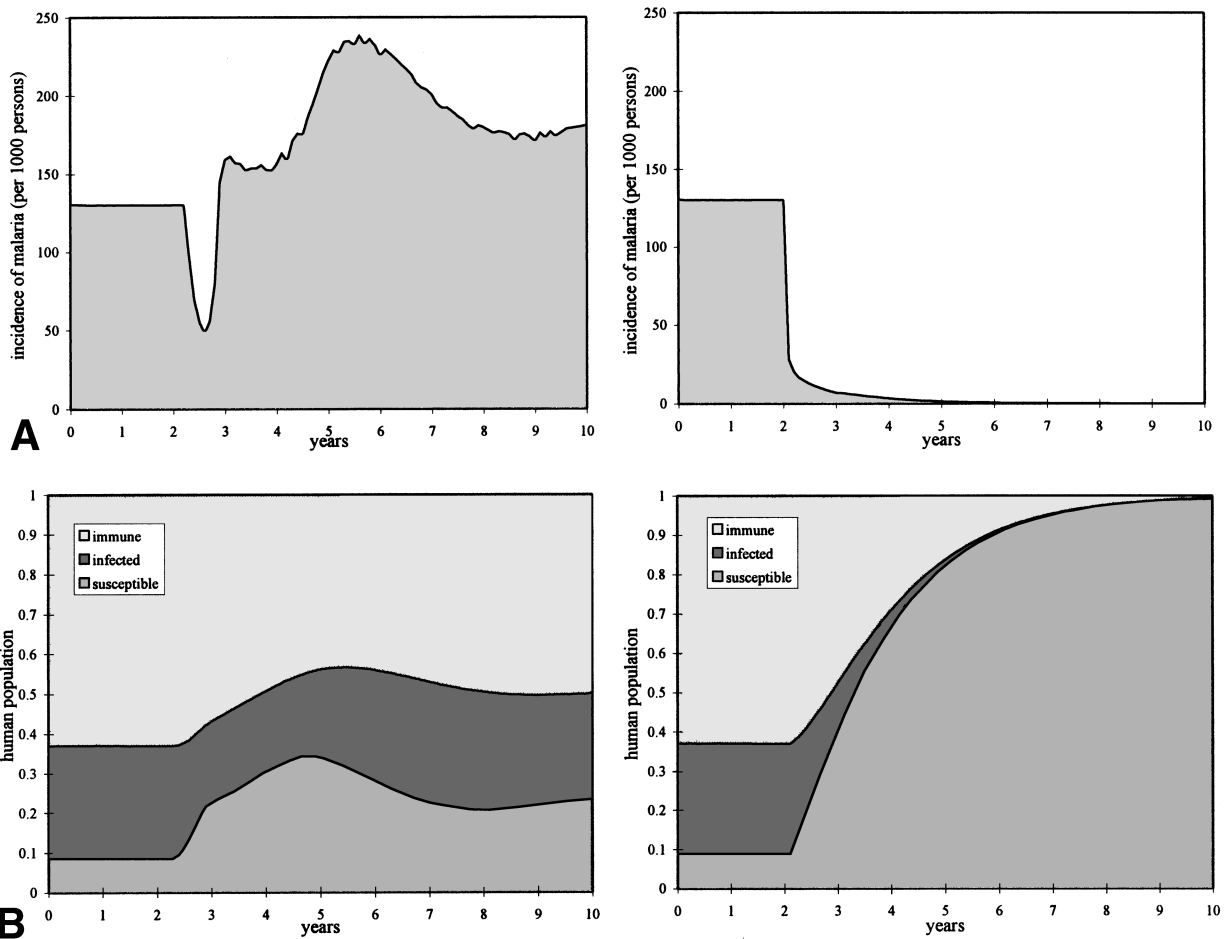 incidence of malaria (per 1000 persons)
250
200
150
100
50
0
0 1 2 3 4 5 6 7 8 9 10
years
A
incidence of malaria (per 1000 persons)
250
200
150
100
50
0
0 1 2 3 4 5 6 7 8 9 10
years
human population
1
0.9
0.8
0.7
0.6
0.5
0.4
0.3
0.2
0.1
0
immune
infected
susceptible
0 1 2 3 4 5 6 7 8 9 10
years
B
human population
1
0.9
0.8
0.7
0.6
0.5
0.4
0.3
0.2
0.1
0
immune
infected
susceptible
0 1 2 3 4 5 6 7 8 9 10
years